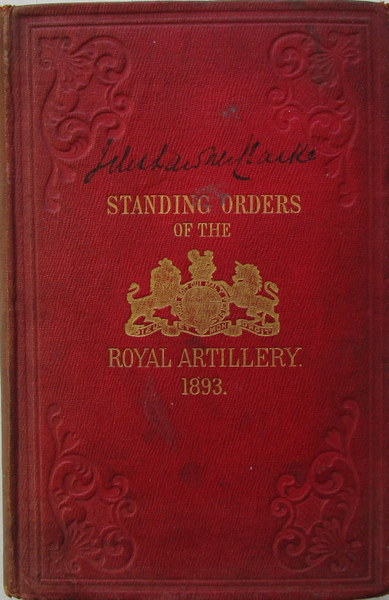 STANDING ORDERS
OF THE
ROYAL ARTILLERY.
1893.